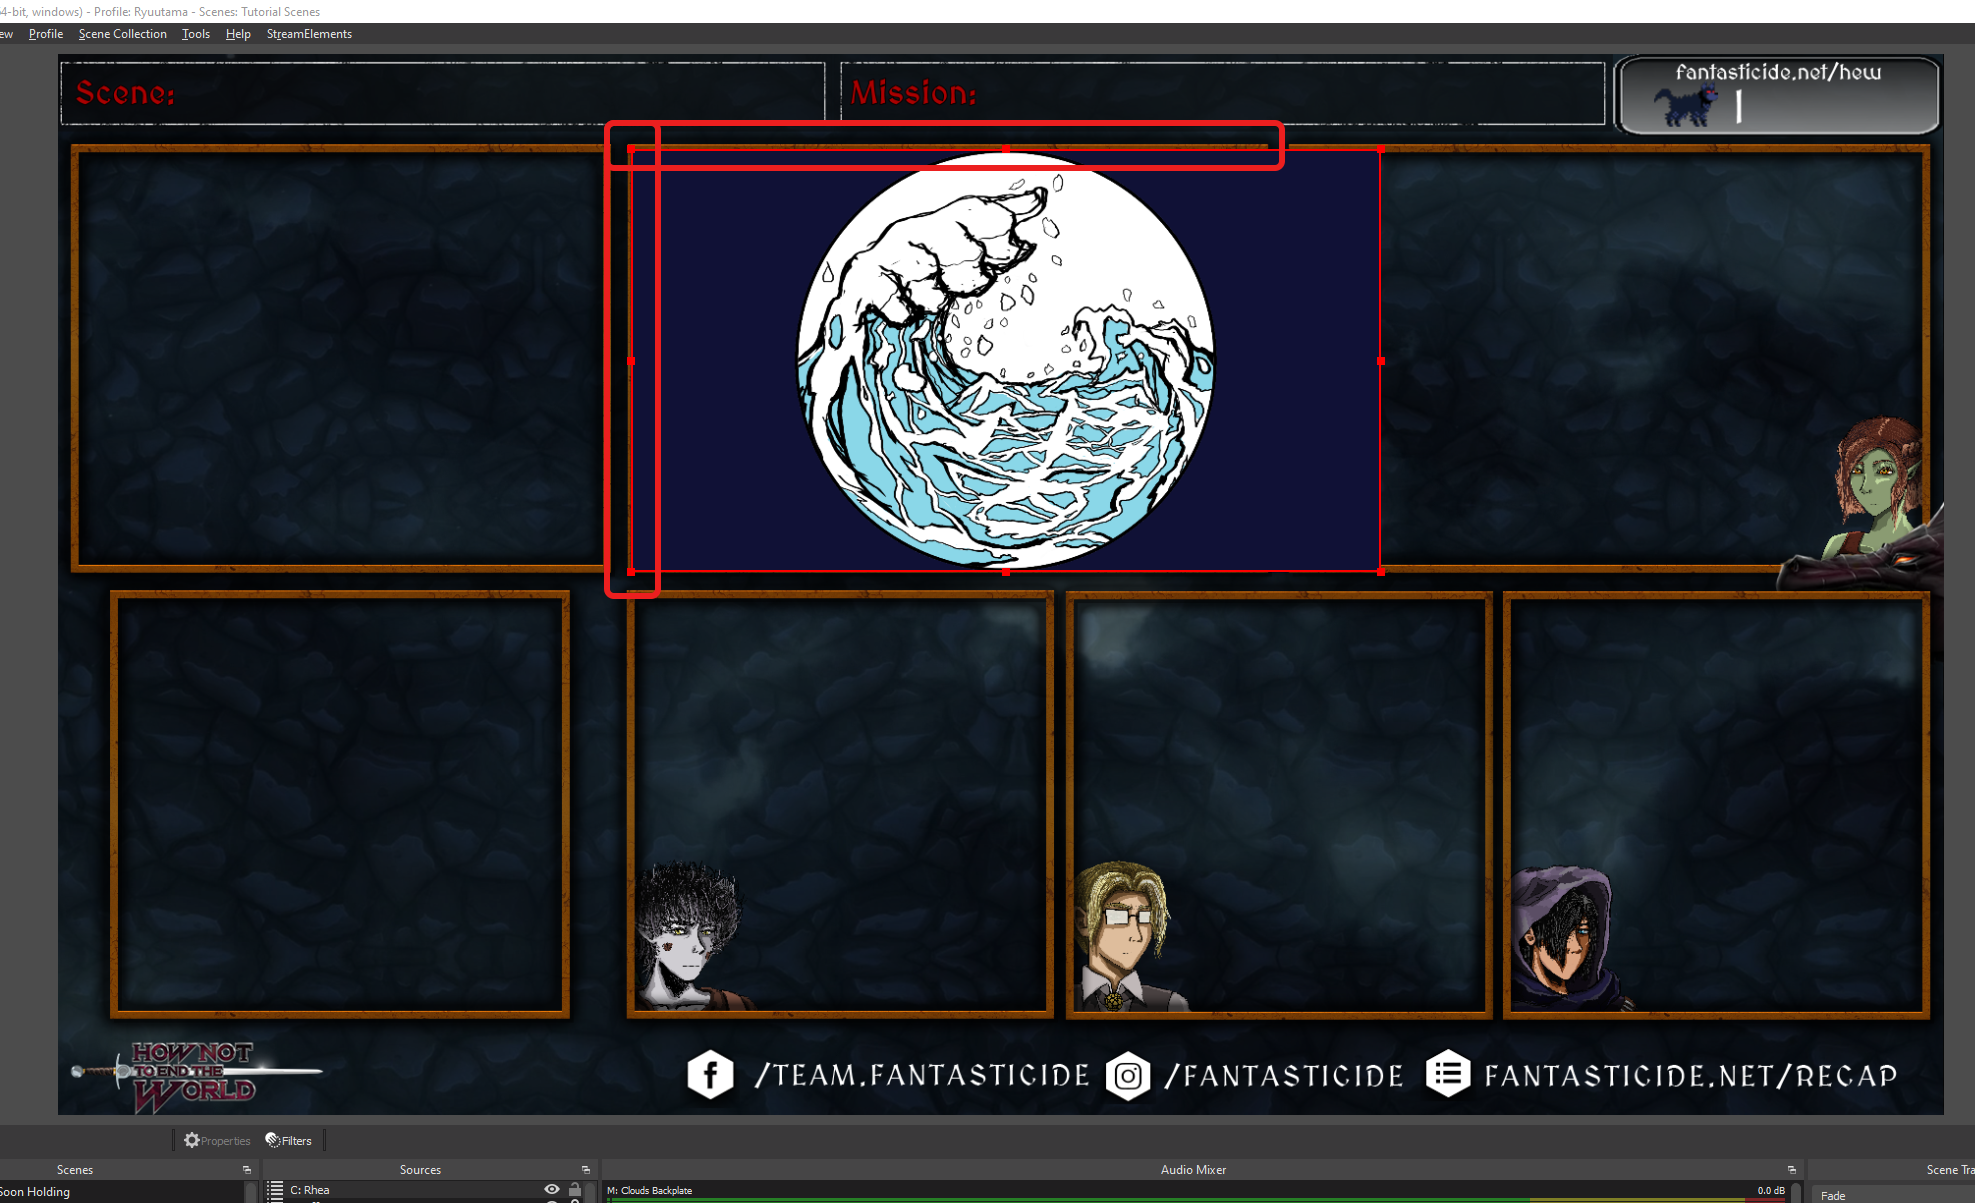 64-bit, windows) - Profile: Ryuutama - Scenes: Tutorial Scenes
ew Profile Scene Collection Tools Help StreamElements
Scene:
Mission:
fantasticide.net/hew
HOW NOT
TO END THE
WORLD
/TEAM.FANTASTICIDE
/FANTASTICIDE
FANTASTICIDE.NET/RECAP
Properties Filters
Scenes
Sources
Audio Mixer
Scene Tra
Soon Holding
C: Rhea
M: Clouds Backplate
0.0 dB
Fade